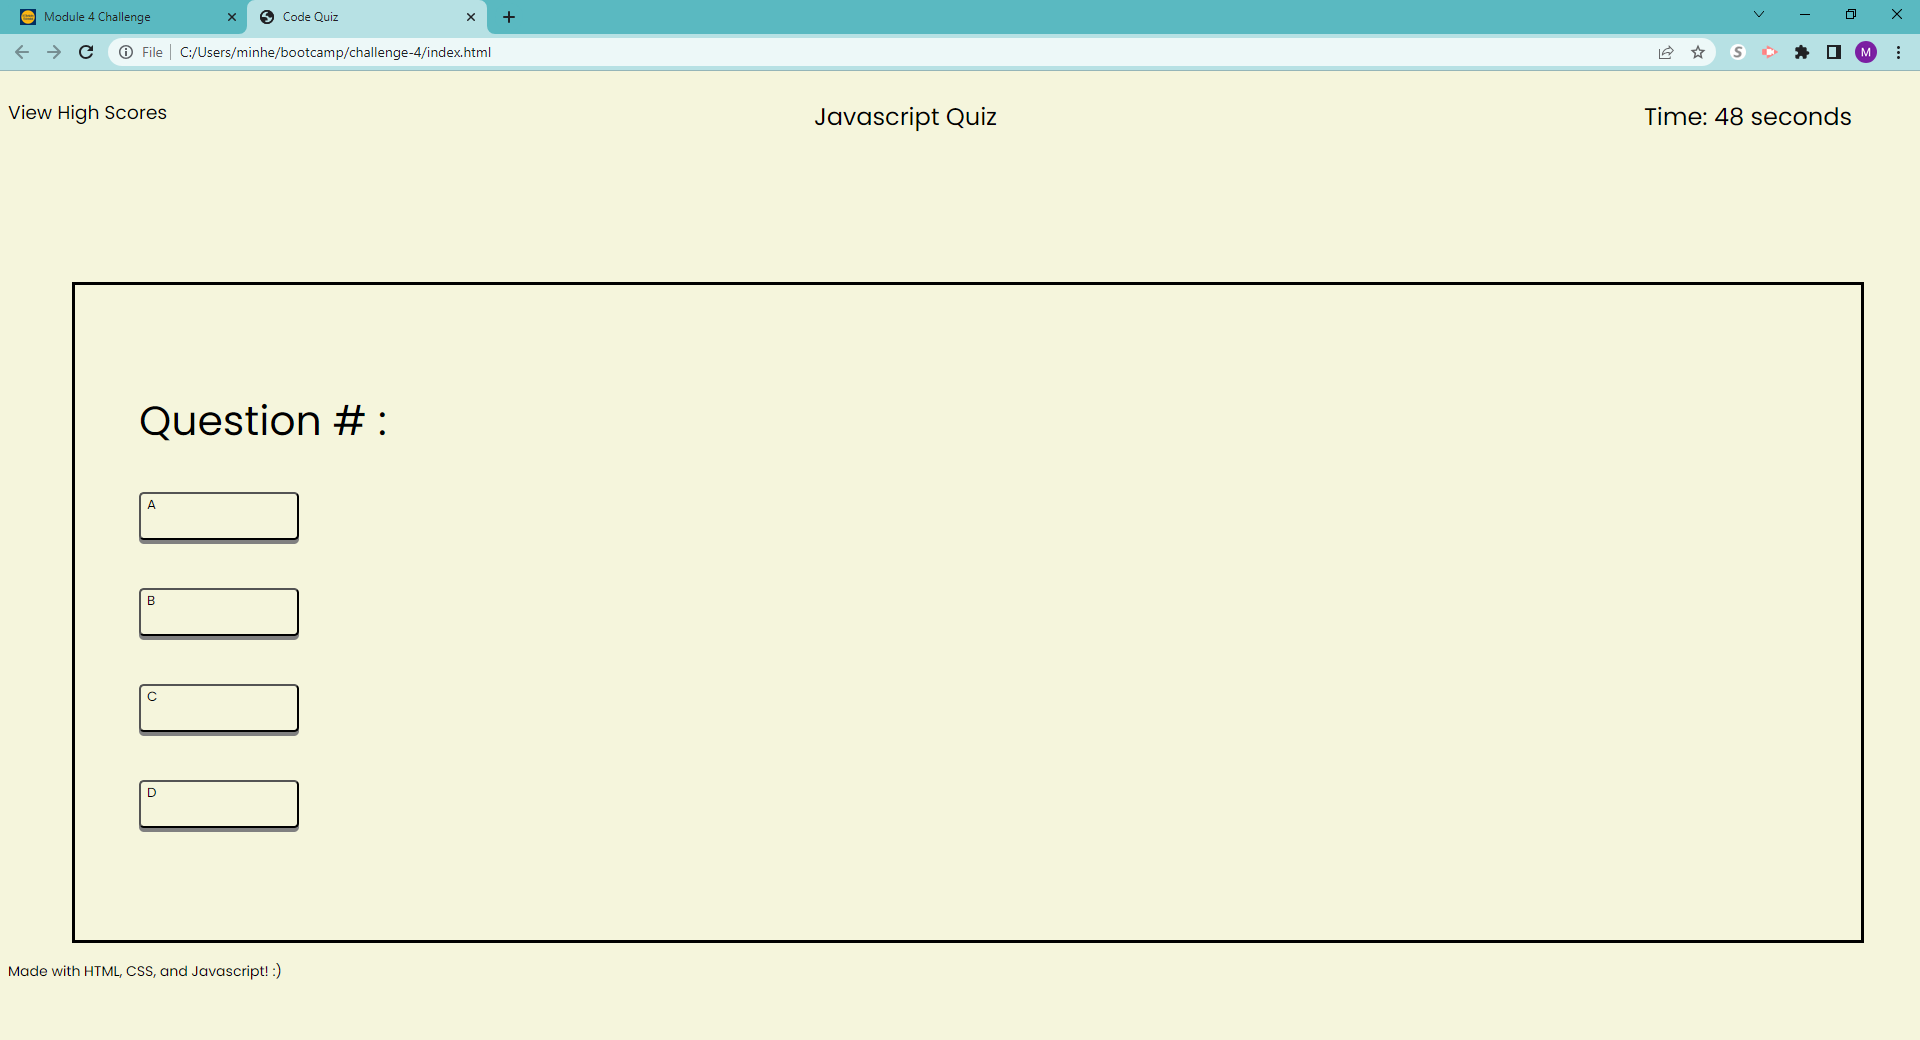 Module 4 Challenge
Code Quiz
File
C:/Users/minhe/bootcamp/challenge-4/index.html
S
M
View High Scores
Javascript Quiz
Time: 48 seconds
Question # :
A
B
C
D
Made with HTML, CSS, and Javascript! :)